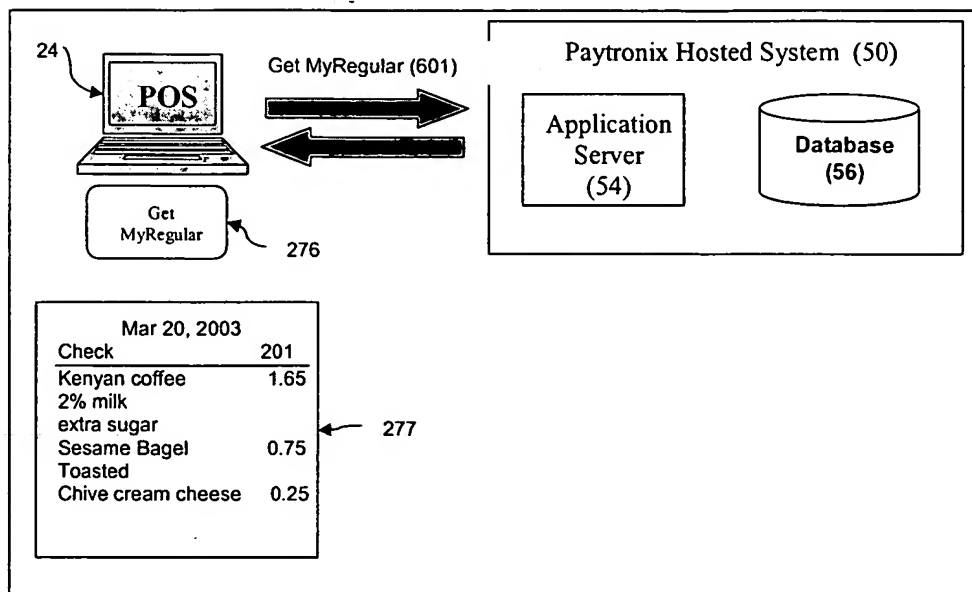 24
POS
Get MyRegular (601)
Paytronix Hosted System (50)
Application
Server
(54)
Database
(56)
Get
MyRegular
276
Mar 20, 2003
Check 201
Kenyan coffee 1.65
2% milk
extra sugar
Sesame Bagel 0.75
Toasted
Chive cream cheese 0.25
277